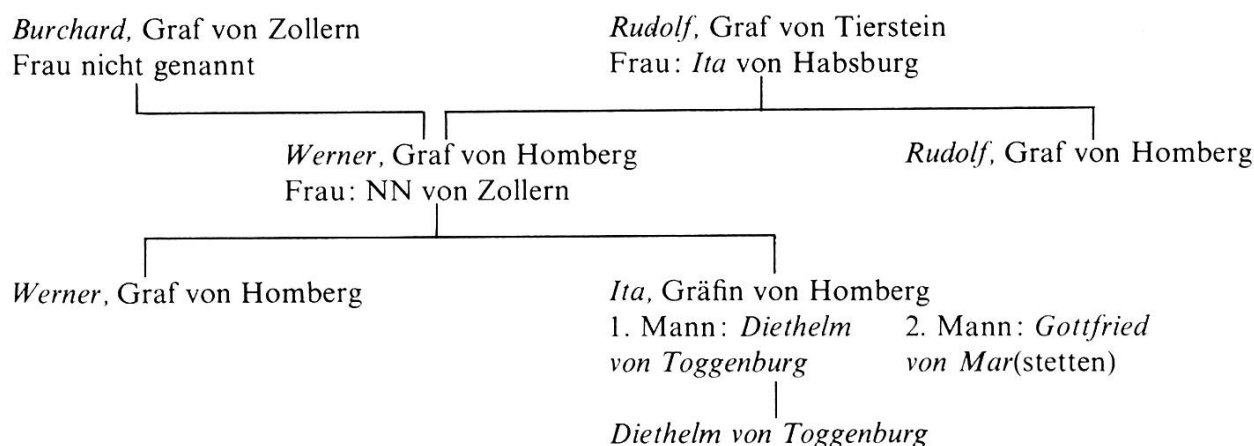 Burchard, Graf von Zollern
Frau nicht genannt
Rudolf, Graf von Tierstein
Frau: Ita von Habsburg
Werner, Graf von Homberg
Frau: NN von Zollern
Rudolf, Graf von Homberg
Werner, Graf von Homberg
Ita, Gräfin von Homberg
1. Mann: Diethelm
von Toggenburg
2. Mann: Gottfried
von Mar(stetten)
Diethelm von Toggenburg